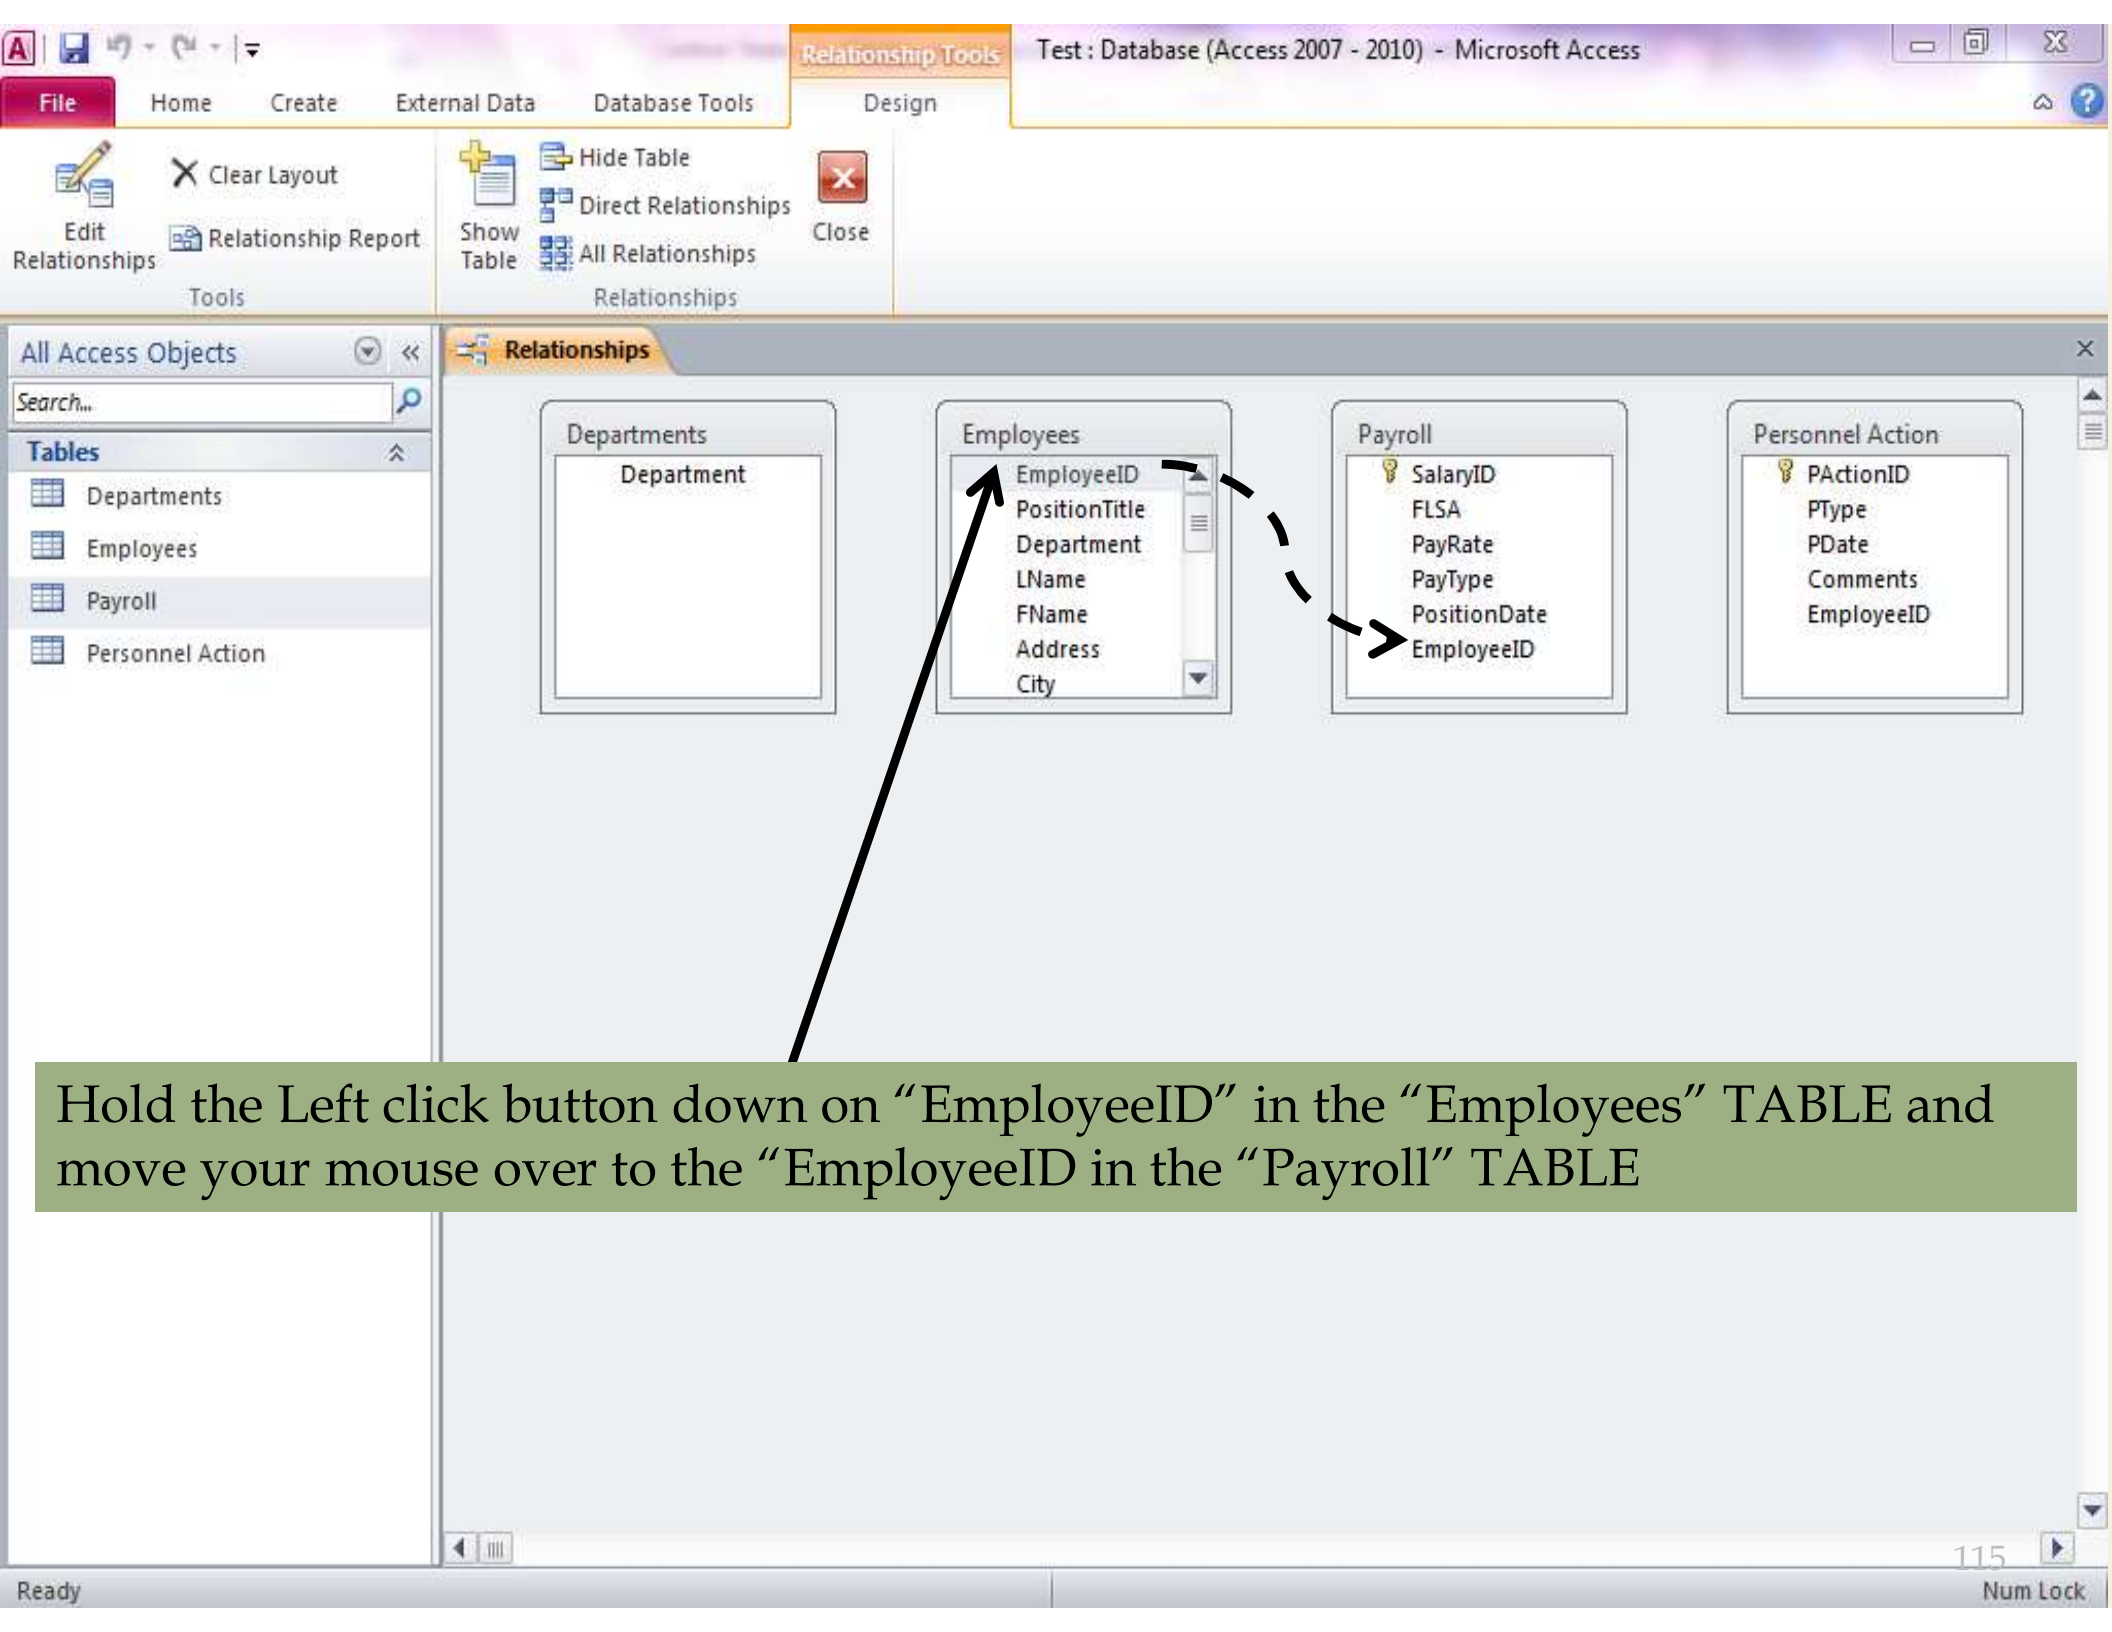 Relationship Tools
Test : Database (Access 2007 - 2010) - Microsoft Access
File Home Create External Data Database Tools Design
Edit Relationships
Clear Layout
Relationship Report
Tools
Show Table
Hide Table
Direct Relationships
All Relationships
Close
Relationships
All Access Objects
Search...
Tables
Departments
Employees
Payroll
Personnel Action
Relationships
Departments
Department
Employees
EmployeeID
PositionTitle
Department
LName
FName
Address
City
Payroll
SalaryID
FLSA
PayRate
PayType
PositionDate
EmployeeID
Personnel Action
PActionID
PType
PDate
Comments
EmployeeID
Hold the Left click button down on “EmployeeID” in the “Employees” TABLE and
move your mouse over to the “EmployeeID in the “Payroll” TABLE
115
Ready
Num Lock